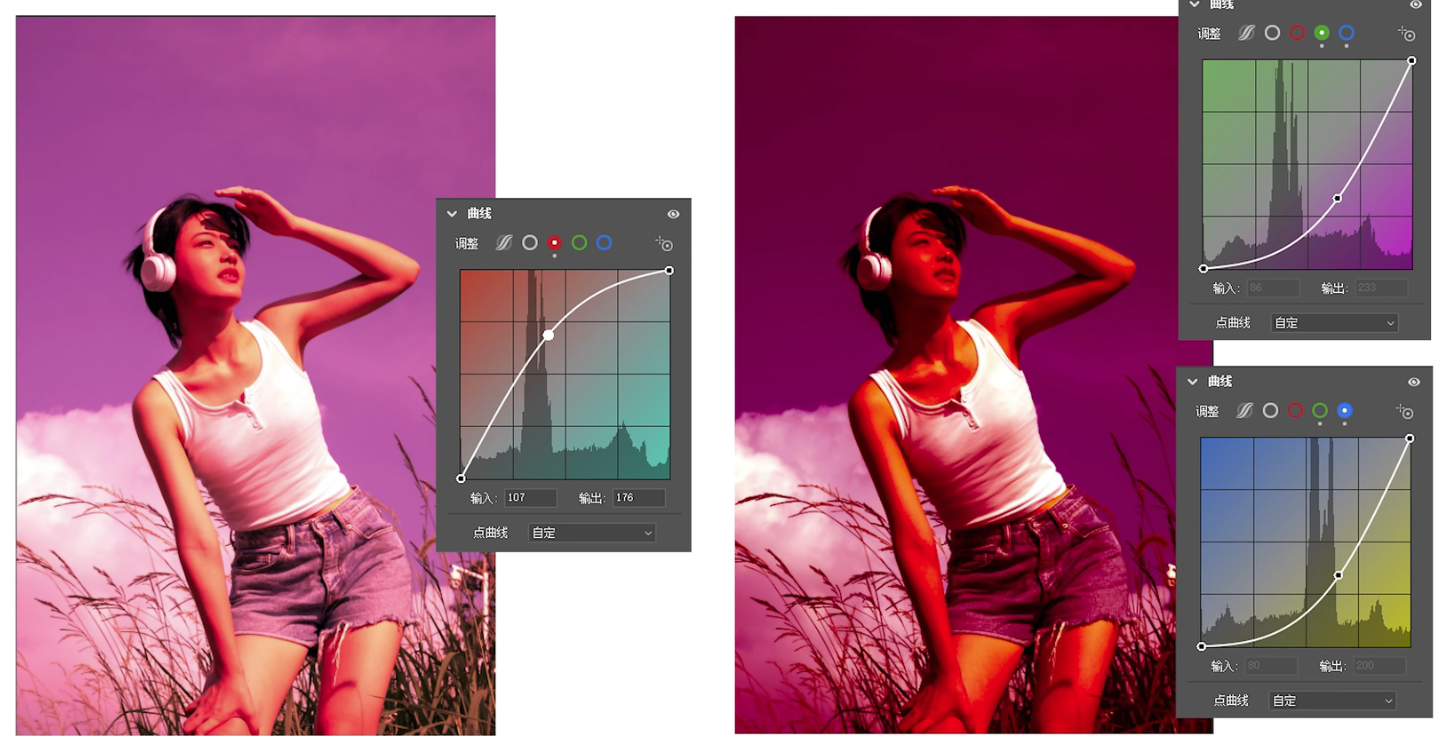 曲线
调整
输入: 107 输出: 176
点曲线 自定
曲线
调整
输入: 86 输出: 233
点曲线 自定
曲线
调整
输入: 80 输出: 200
点曲线 自定